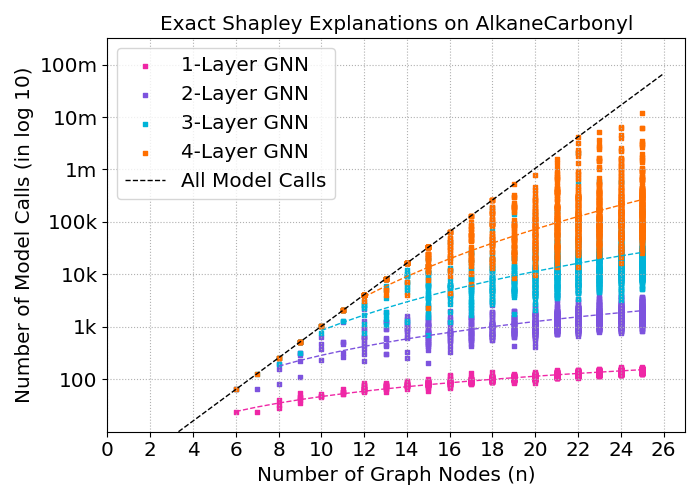 Exact Shapley Explanations on AlkaneCarbonyl
Number of Model Calls (in log 10)
100m
10m
1m
100k
10k
1k
100
1-Layer GNN
2-Layer GNN
3-Layer GNN
4-Layer GNN
All Model Calls
0 2 4 6 8 10 12 14 16 18 20 22 24 26
Number of Graph Nodes (n)